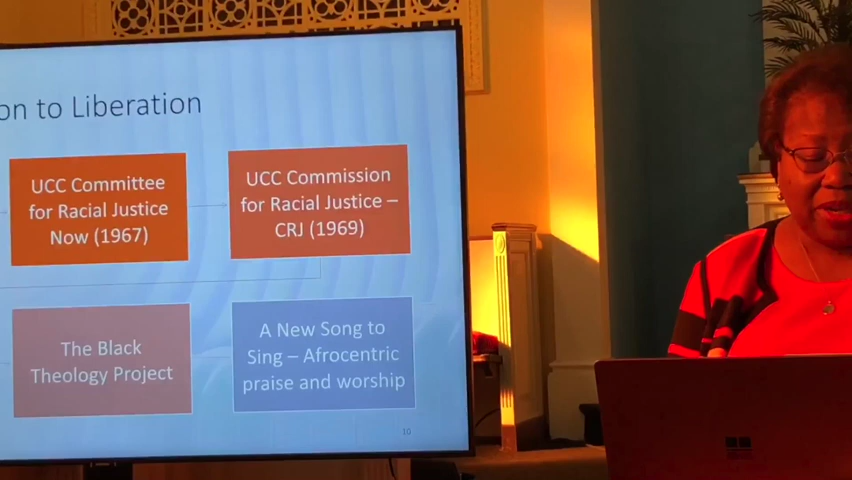 on to Liberation
UCC Committee
for Racial Justice
Now (1967)
UCC Commission
for Racial Justice –
CRJ (1969)
The Black
Theology Project
A New Song to
Sing – Afrocentric
praise and worship
10